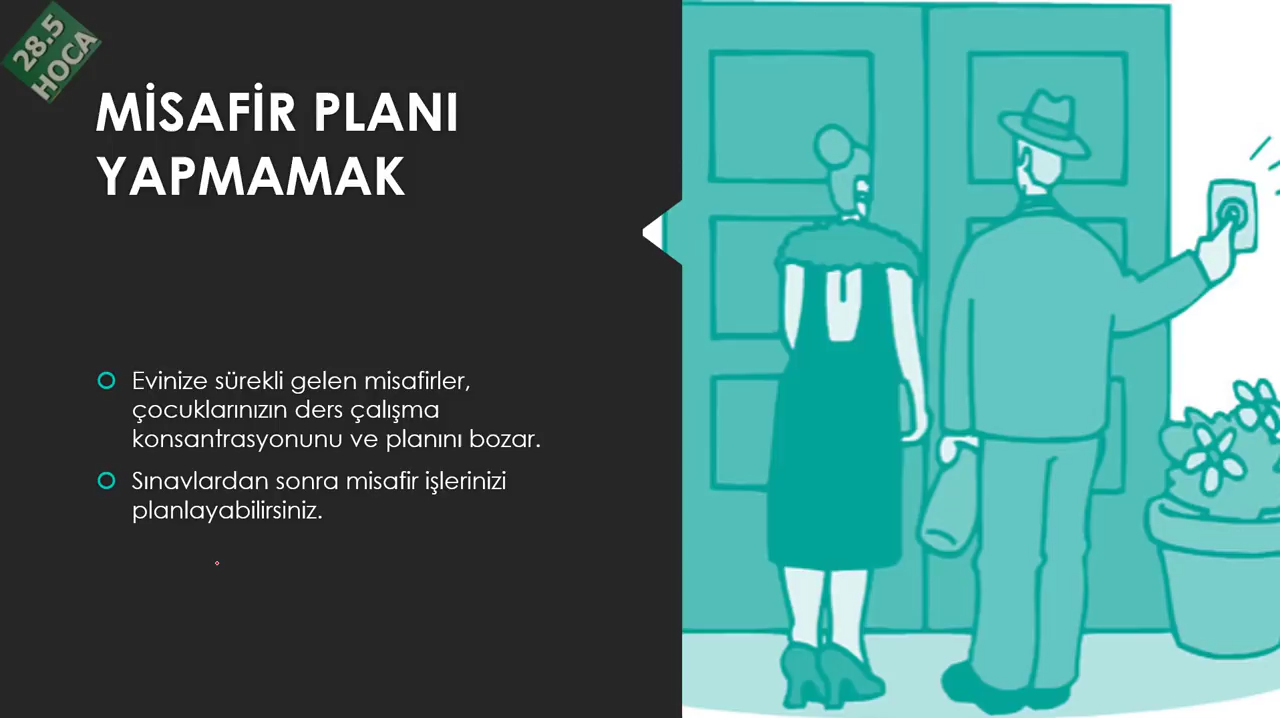 28.5
HOCA
MİSAFİR PLANI
YAPMAMAK
Evinize sürekli gelen misafirler,
çocuklarınızın ders çalışma
konsantrasyonunu ve planını bozar.
Sınavlardan sonra misafir işlerinizi
planlayabilirsiniz.